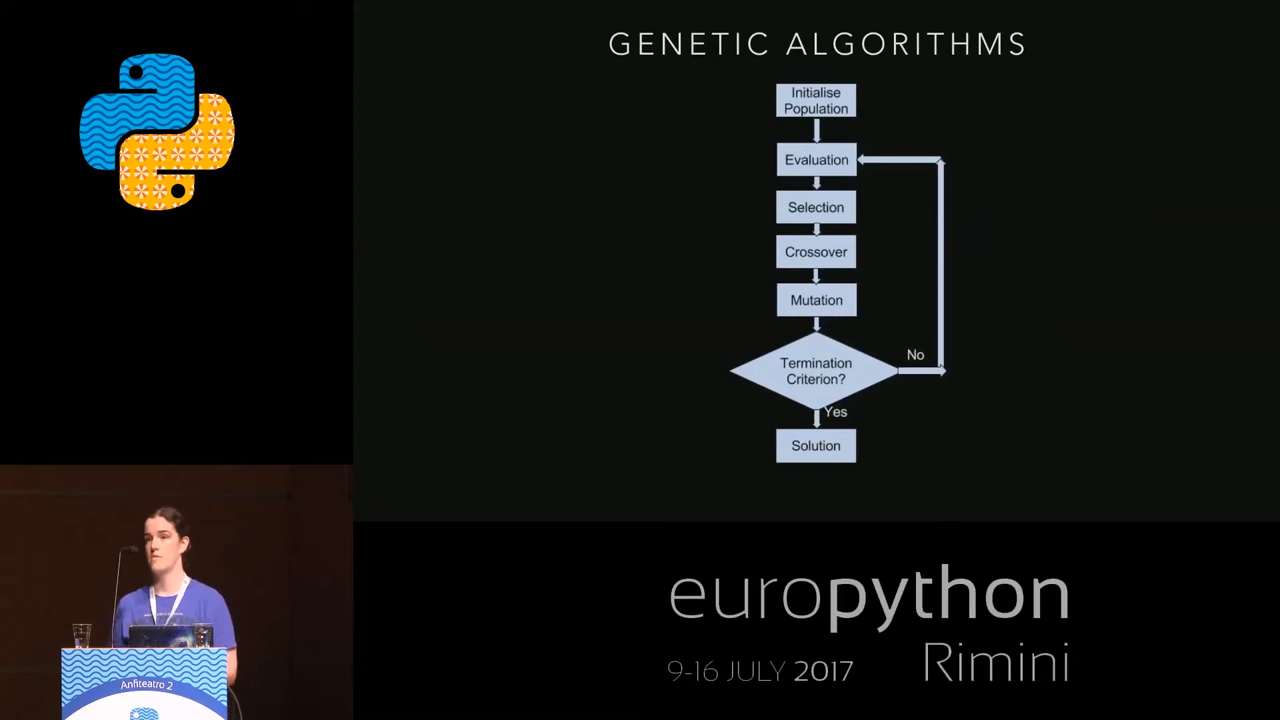 GENETIC ALGORITHMS
Initialise
Population
Evaluation
Selection
Crossover
Mutation
Termination
Criterion?
No
Yes
Solution
europython
Rimini
9-16 JULY 2017
Anfiteatro 2